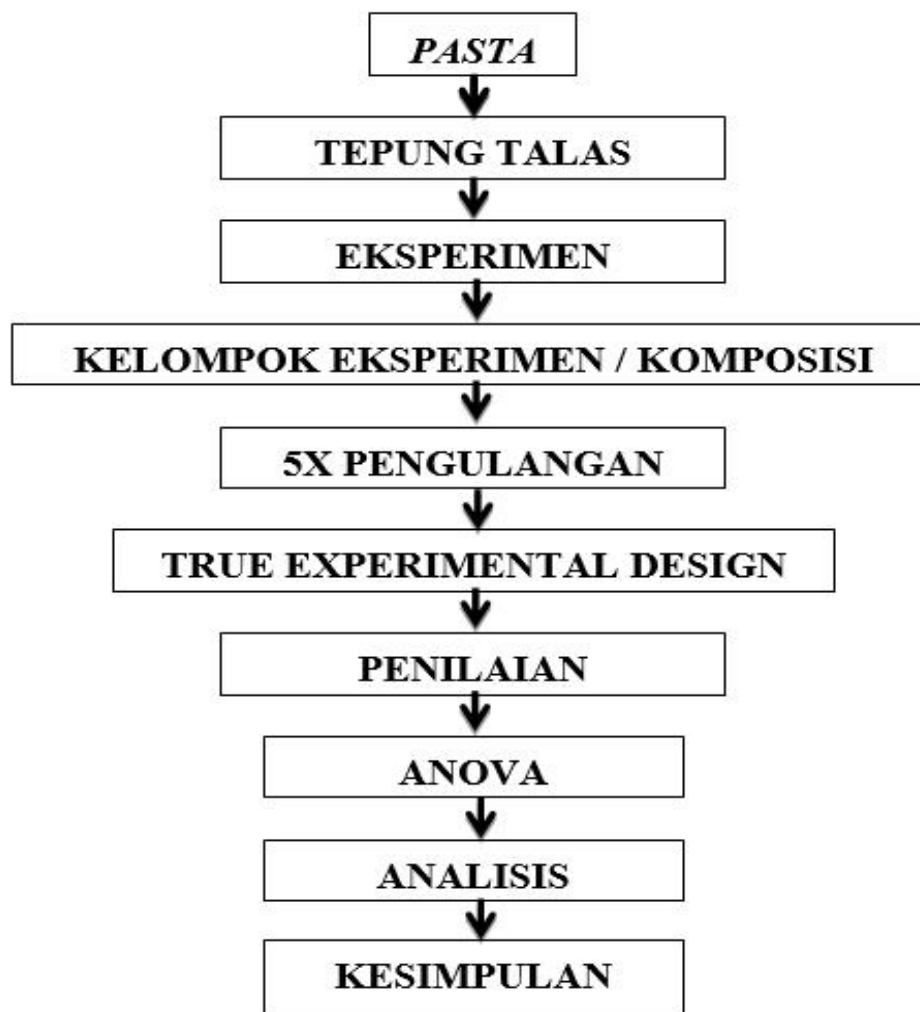 PASTA
TEPUNG TALAS
EKSPERIMEN
KELOMPOK EKSPERIMEN / KOMPOSISI
5X PENGULANGAN
TRUE EXPERIMENTAL DESIGN
PENILAIAN
ANOVA
ANALISIS
KESIMPULAN